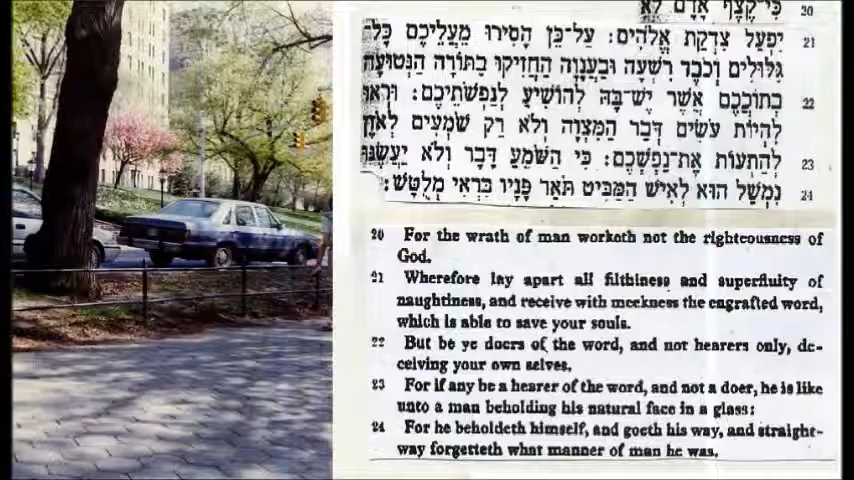 כִּי־קֶצֶף אָדָם לֹא 20
יִפְעַל צִדְקַת אֱלֹהִים: עַל־כֵּן הָסִירוּ מֵעֲלֵיכֶם כָּל־ 21
גִּלּוּלִים וְכֹבֶד רִשְׁעָה וּבַעֲנָוָה הַחֲזִיקוּ בַתּוֹרָה הַנְּטוּעָה
בְתוֹכְכֶם אֲשֶׁר יֶשׁ־בָּהּ לְהוֹשִׁיעַ לְנַפְשֹׁתֵיכֶם: וּרְאוּ 22
לִהְיוֹת עֹשִׂים דְּבַר הַמִּצְוָה וְלֹא רַק שֹׁמְעִים
לְהַתְעוֹת אֶת־נַפְשְׁכֶם: כִּי הַשֹּׁמֵעַ דָּבָר וְלֹא יַעֲשֶׂנּוּ 23
נִמְשָׁל הוּא לְאִישׁ הַמַּבִּיט תֹּאַר פָּנָיו בִּרְאִי מְלֻטָּשׁ: 24
20 For the wrath of man worketh not the righteousness of
God.
21 Wherefore lay apart all filthiness and superfluity of
naughtiness, and receive with meekness the engrafted word,
which is able to save your souls.
22 But be ye doers of the word, and not hearers only, de-
ceiving your own selves.
23 For if any be a hearer of the word, and not a doer, he is like
unto a man beholding his natural face in a glass:
24 For he beholdeth himself, and goeth his way, and straight-
way forgetteth what manner of man he was.